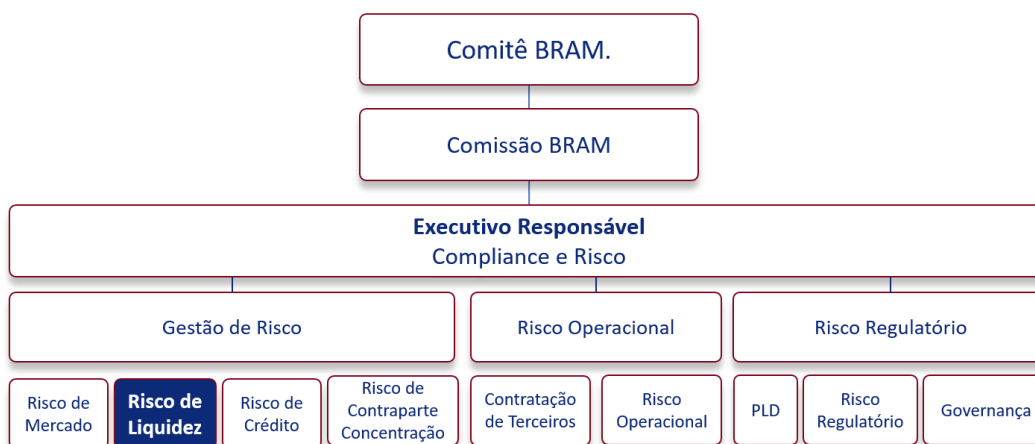 Comitê BRAM.
Comissão BRAM
Executivo Responsável
Compliance e Risco
Gestão de Risco
Risco Operacional
Risco Regulatório
Risco de
Mercado
Risco de
Liquidez
Risco de
Crédito
Risco de
Contraparte
Concentração
Contratação
de Terceiros
Risco
Operacional
PLD
Risco
Regulatório
Governança